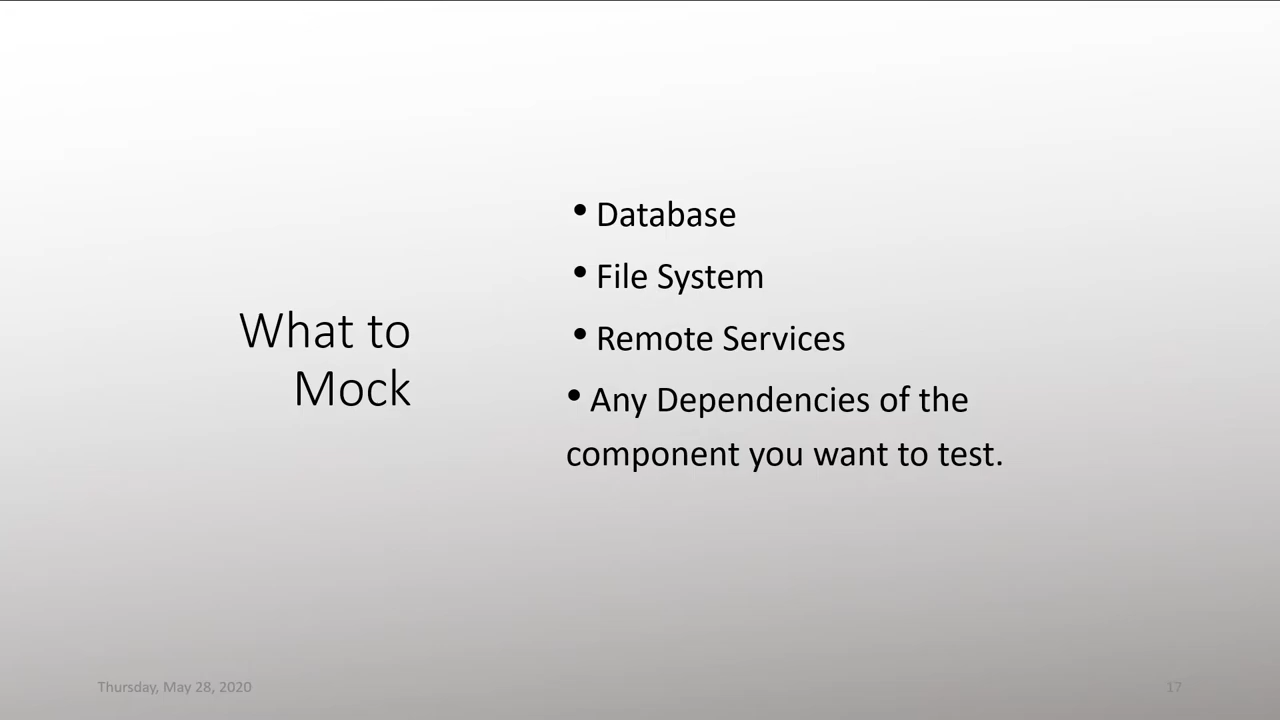 What to
Mock
• Database
• File System
• Remote Services
• Any Dependencies of the
component you want to test.
Thursday, May 28, 2020
17